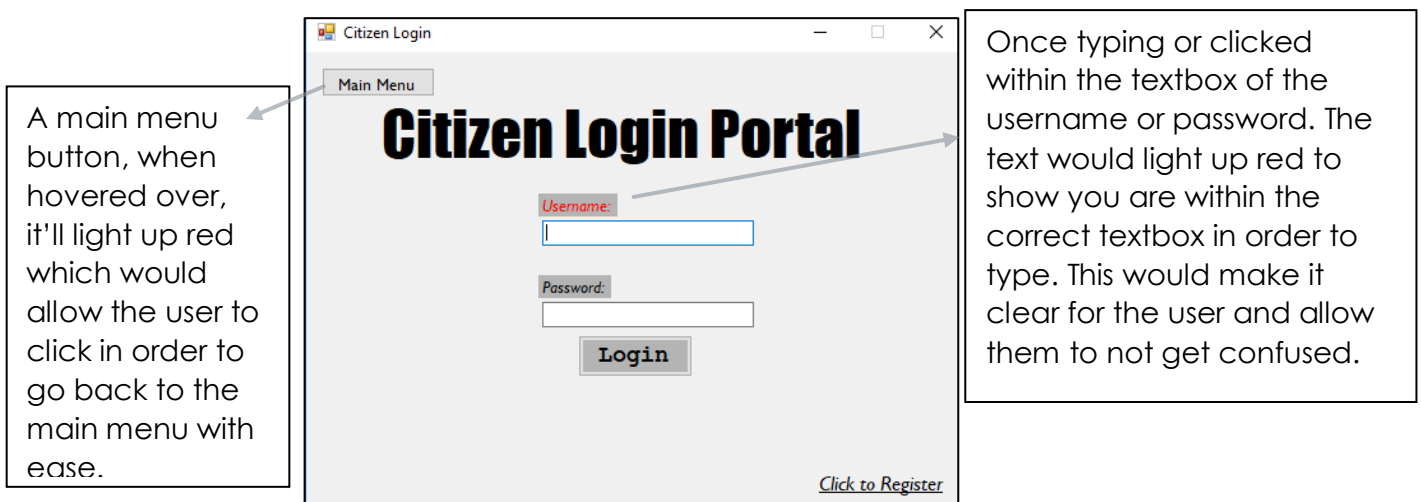 A main menu
button, when
hovered over,
it’ll light up red
which would
allow the user to
click in order to
go back to the
main menu with
ease.
Citizen Login
Main Menu
Citizen Login Portal
Username:
Password:
Login
Click to Register
Once typing or clicked
within the textbox of the
username or password. The
text would light up red to
show you are within the
correct textbox in order to
type. This would make it
clear for the user and allow
them to not get confused.